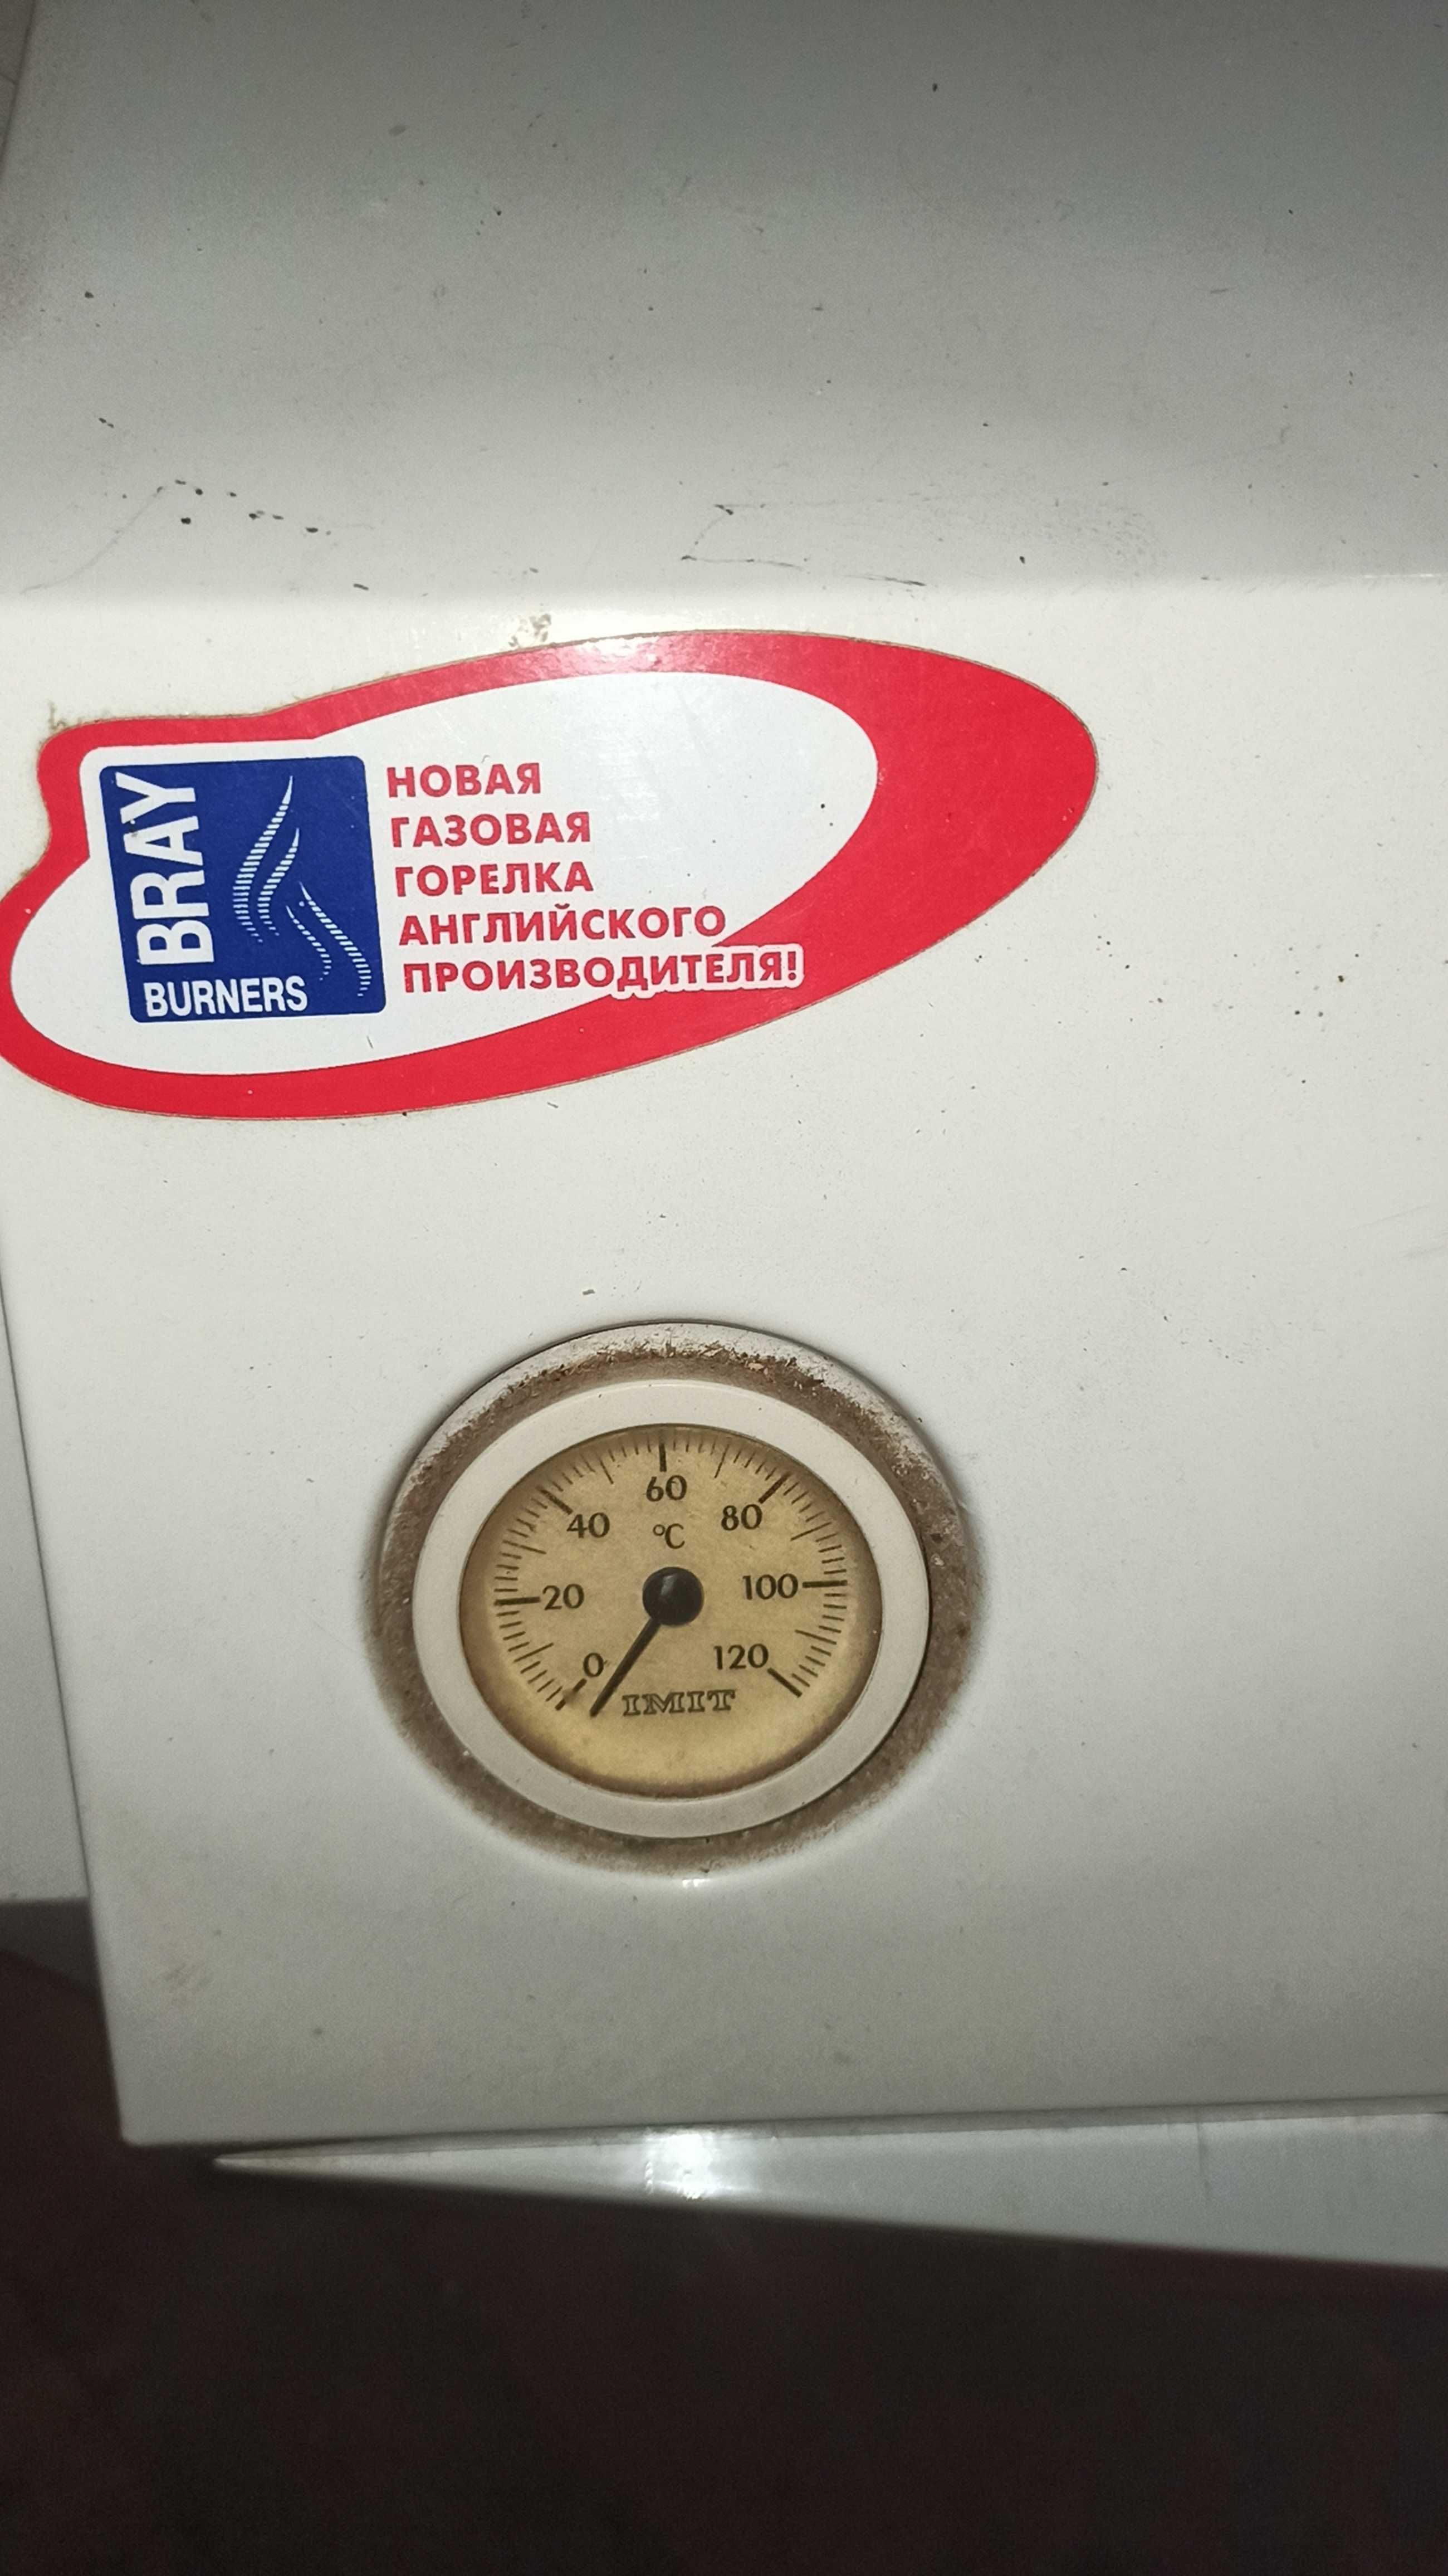 BRAY
BURNERS
НОВАЯ
ГАЗОВАЯ
ГОРЕЛКА
АНГЛИЙСКОГО
ПРОИЗВОДИТЕЛЯ!
60
40
80
°C
20
100
0
120
IMIT